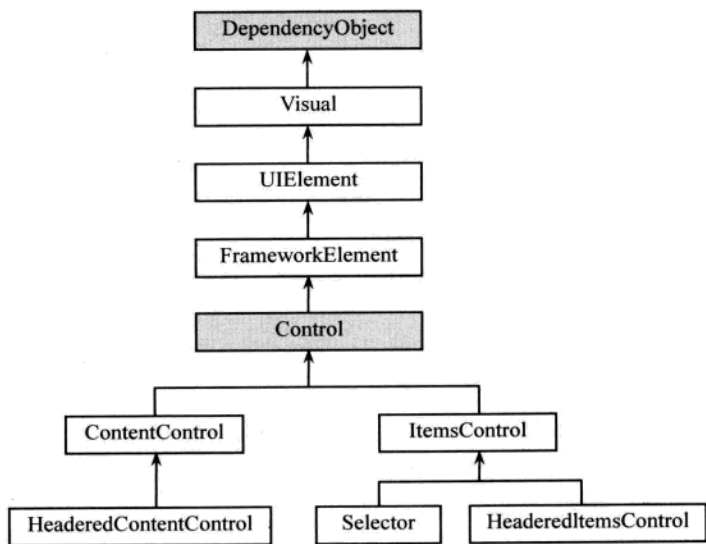 DependencyObject
Visual
UIElement
FrameworkElement
Control
ContentControl
ItemsControl
HeaderedContentControl
Selector
HeaderedItemsControl